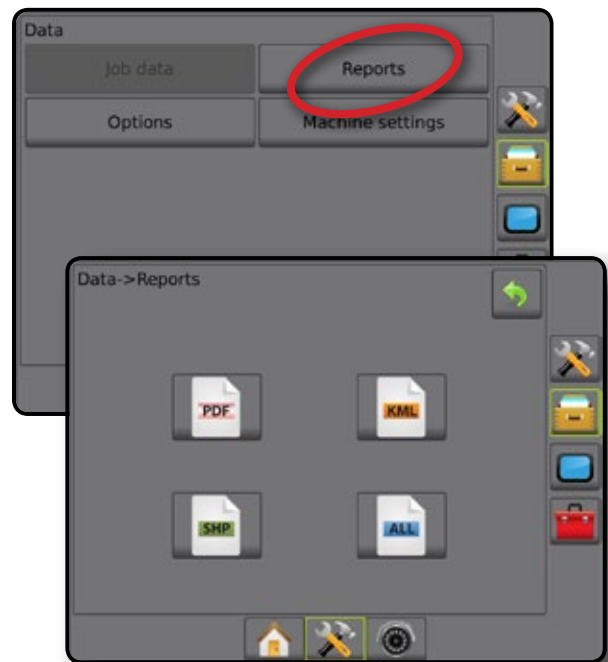 Data
Job data
Reports
Options
Machine settings
Data->Reports
PDF
KML
SHP
ALL